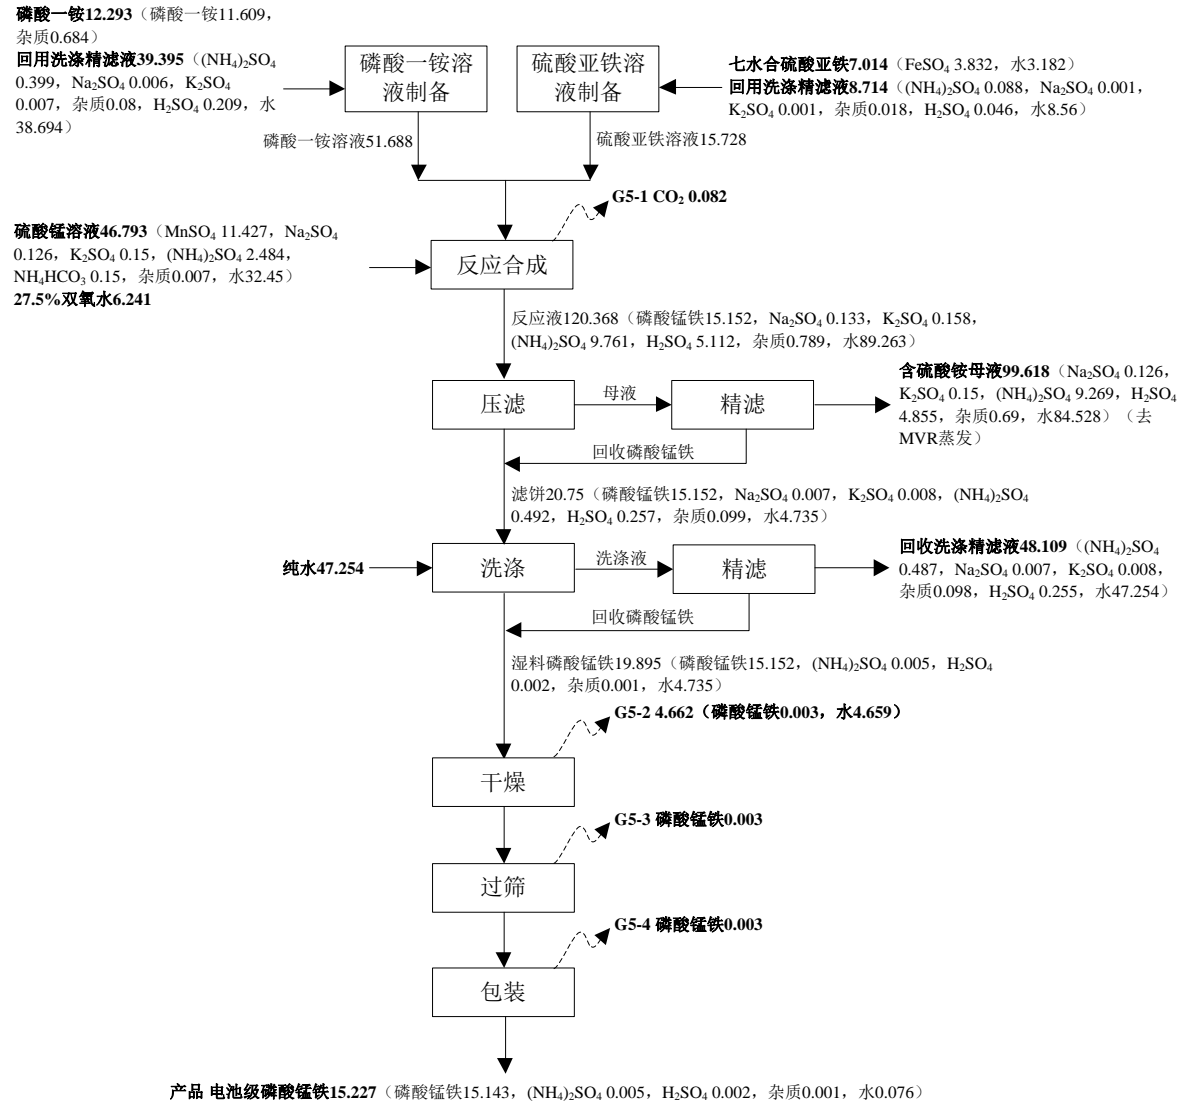 磷酸一铵12.293（磷酸一铵11.609，
杂质0.684）
回用洗涤精滤液39.395（(NH₄)₂SO₄
0.399，Na₂SO₄ 0.006，K₂SO₄
0.007，杂质0.08，H₂SO₄ 0.209，水
38.694）
磷酸一铵溶
液制备
硫酸亚铁溶
液制备
七水合硫酸亚铁7.014（FeSO₄ 3.832，水3.182）
回用洗涤精滤液8.714（(NH₄)₂SO₄ 0.088，Na₂SO₄ 0.001，
K₂SO₄ 0.001，杂质0.018，H₂SO₄ 0.046，水8.56）
磷酸一铵溶液51.688
硫酸亚铁溶液15.728
G5-1 CO₂ 0.082
硫酸锰溶液46.793（MnSO₄ 11.427，Na₂SO₄
0.126，K₂SO₄ 0.15，(NH₄)₂SO₄ 2.484，
NH₄HCO₃ 0.15，杂质0.007，水32.45）
27.5%双氧水6.241
反应合成
反应液120.368（磷酸锰铁15.152，Na₂SO₄ 0.133，K₂SO₄ 0.158，
(NH₄)₂SO₄ 9.761，H₂SO₄ 5.112，杂质0.789，水89.263）
压滤
母液
精滤
含硫酸铵母液99.618（Na₂SO₄ 0.126，
K₂SO₄ 0.15，(NH₄)₂SO₄ 9.269，H₂SO₄
4.855，杂质0.69，水84.528）（去
MVR蒸发）
回收磷酸锰铁
滤饼20.75（磷酸锰铁15.152，Na₂SO₄ 0.007，K₂SO₄ 0.008，(NH₄)₂SO₄
0.492，H₂SO₄ 0.257，杂质0.099，水4.735）
纯水47.254
洗涤
洗涤液
精滤
回收洗涤精滤液48.109（(NH₄)₂SO₄
0.487，Na₂SO₄ 0.007，K₂SO₄ 0.008，
杂质0.098，H₂SO₄ 0.255，水47.254）
回收磷酸锰铁
湿料磷酸锰铁19.895（磷酸锰铁15.152，(NH₄)₂SO₄ 0.005，H₂SO₄
0.002，杂质0.001，水4.735）
G5-2 4.662（磷酸锰铁0.003，水4.659）
干燥
G5-3 磷酸锰铁0.003
过筛
G5-4 磷酸锰铁0.003
包装
产品 电池级磷酸锰铁15.227（磷酸锰铁15.143，(NH₄)₂SO₄ 0.005，H₂SO₄ 0.002，杂质0.001，水0.076）